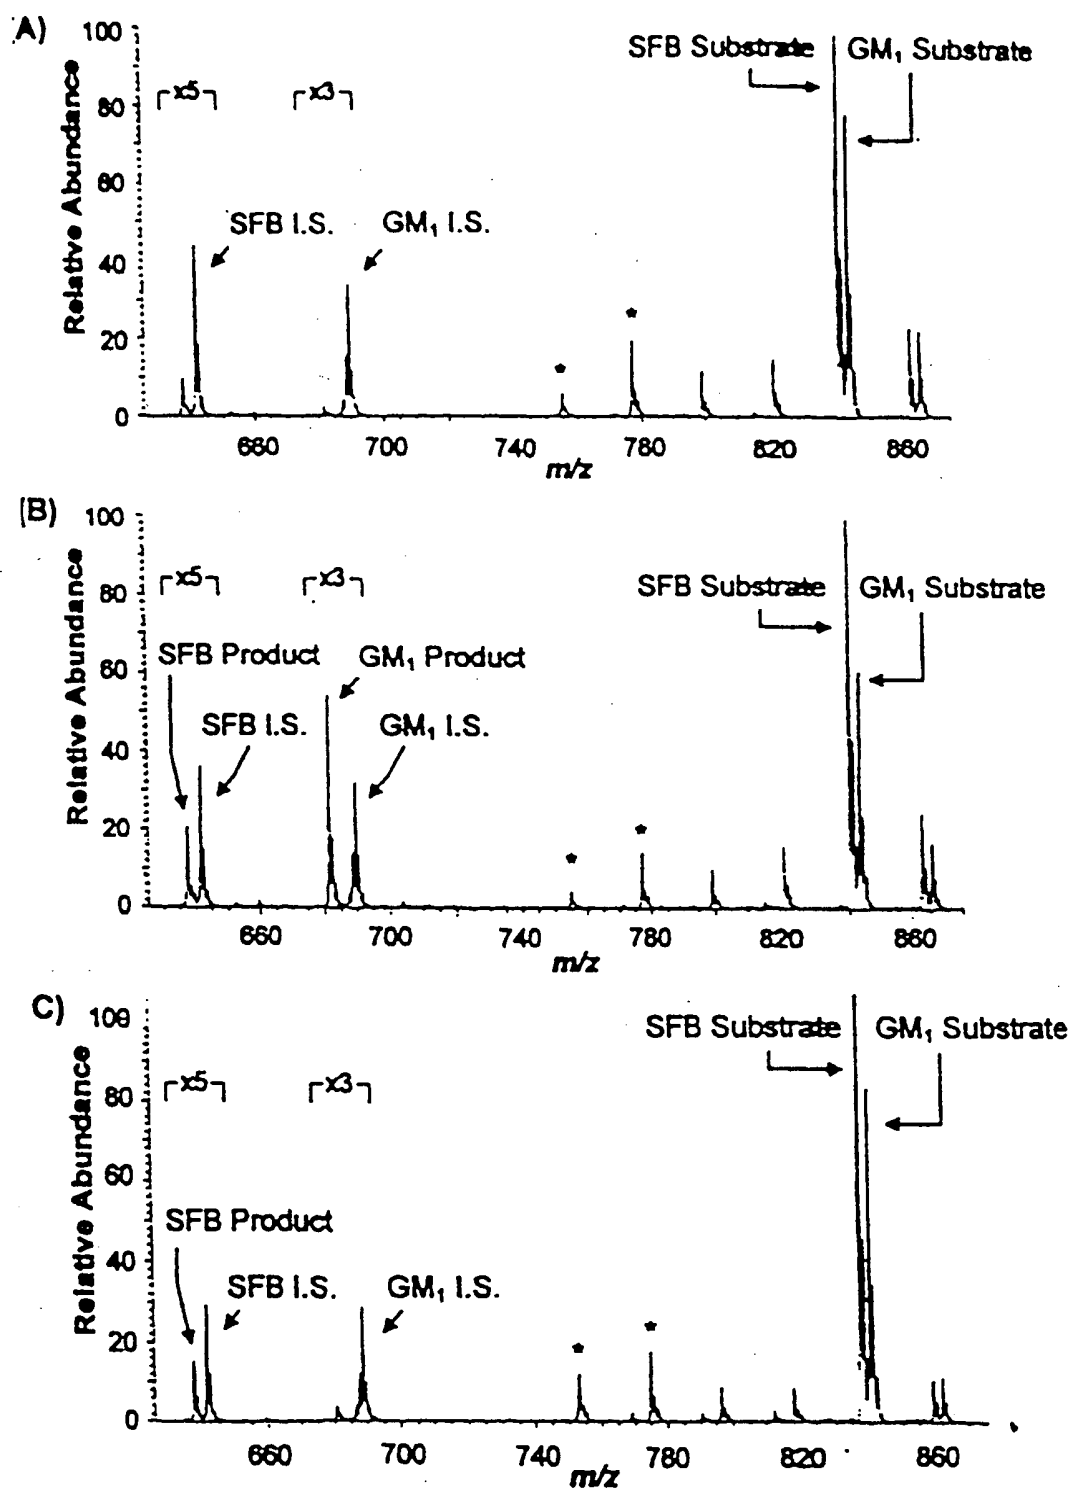 A)
100
80
60
40
20
0
Relative Abundance
x5
x3
SFB Substrate
GM₁ Substrate
SFB I.S.
GM₁ I.S.
*
*
660 700 740 780 820 860
m/z
(B)
100
80
60
40
20
0
Relative Abundance
x5
x3
SFB Substrate
GM₁ Substrate
SFB Product
GM₁ Product
SFB I.S.
GM₁ I.S.
*
*
660 700 740 780 820 860
m/z
C)
100
80
60
40
20
0
Relative Abundance
x5
x3
SFB Substrate
GM₁ Substrate
SFB Product
SFB I.S.
GM₁ I.S.
*
*
660 700 740 780 820 860
m/z